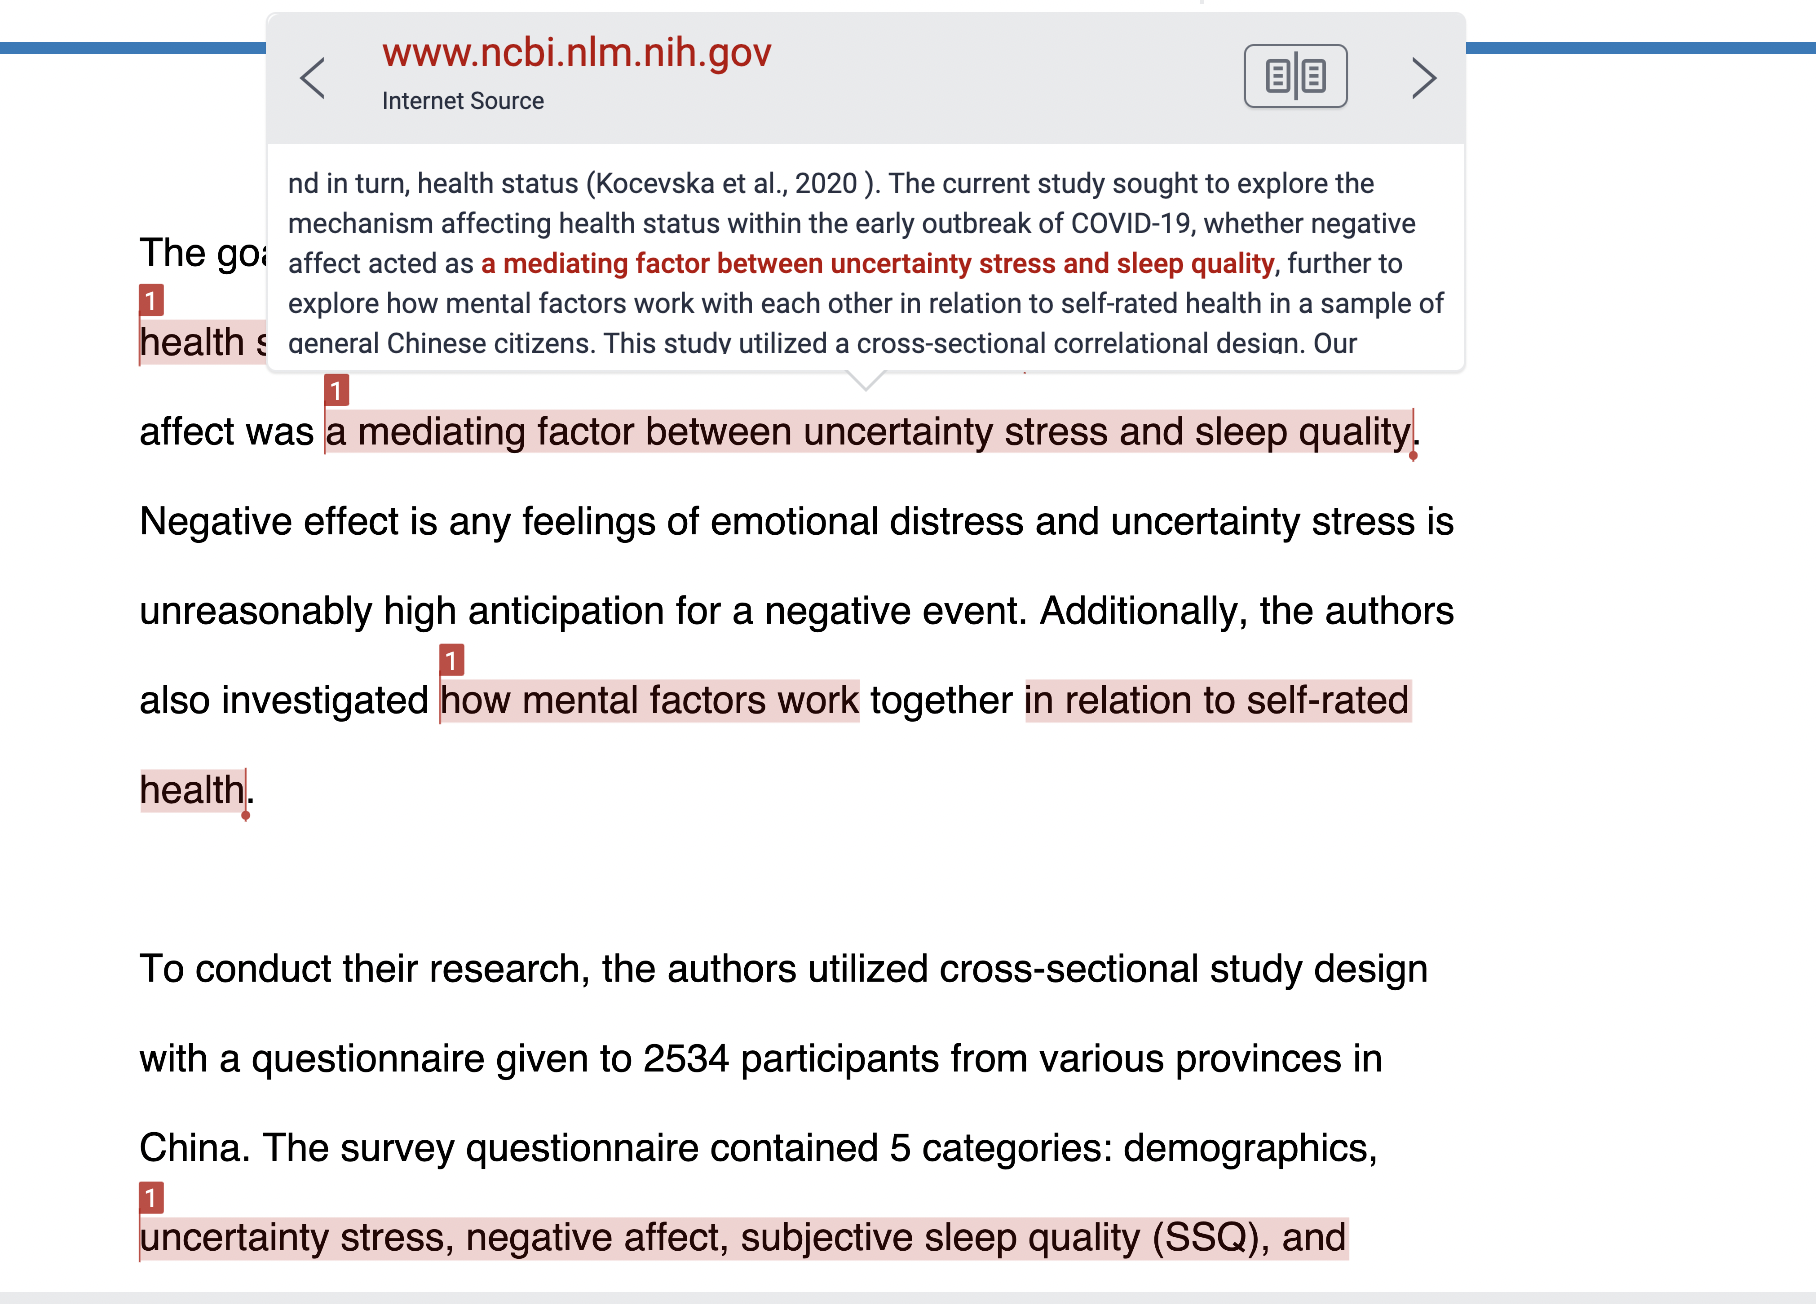 www.ncbi.nlm.nih.gov
Internet Source
nd in turn, health status (Kocevska et al., 2020 ). The current study sought to explore the
mechanism affecting health status within the early outbreak of COVID-19, whether negative
affect acted as a mediating factor between uncertainty stress and sleep quality, further to
explore how mental factors work with each other in relation to self-rated health in a sample of
general Chinese citizens. This study utilized a cross-sectional correlational design. Our
The
1
health
1
affect was a mediating factor between uncertainty stress and sleep quality.
Negative effect is any feelings of emotional distress and uncertainty stress is
unreasonably high anticipation for a negative event. Additionally, the authors
1
also investigated how mental factors work together in relation to self-rated
health.
To conduct their research, the authors utilized cross-sectional study design
with a questionnaire given to 2534 participants from various provinces in
China. The survey questionnaire contained 5 categories: demographics,
1
uncertainty stress, negative affect, subjective sleep quality (SSQ), and